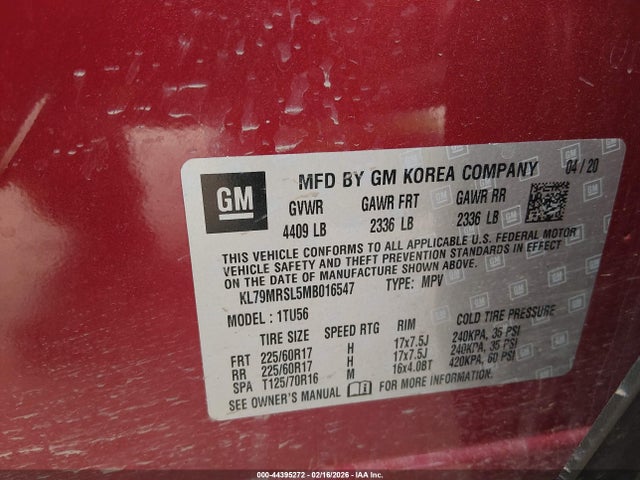 GM
MFD BY GM KOREA COMPANY 04 / 20
GVWR GAWR FRT GAWR RR
4409 LB 2336 LB 2336 LB
THIS VEHICLE CONFORMS TO ALL APPLICABLE U.S. FEDERAL MOTOR
VEHICLE SAFETY AND THEFT PREVENTION STANDARDS IN EFFECT
ON THE DATE OF MANUFACTURE SHOWN ABOVE.
KL79MRSL5MB016547 TYPE: MPV
MODEL : 1TU56
TIRE SIZE SPEED RTG RIM COLD TIRE PRESSURE
FRT 225/60R17 H 17x7.5J 240KPA, 35 PSI
RR 225/60R17 H 17x7.5J 240KPA, 35 PSI
SPA T125/70R16 M 16x4.0BT 420KPA, 60 PSI
SEE OWNER'S MANUAL FOR MORE INFORMATION.
000-44395272 - 02/16/2026 - IAA Inc.